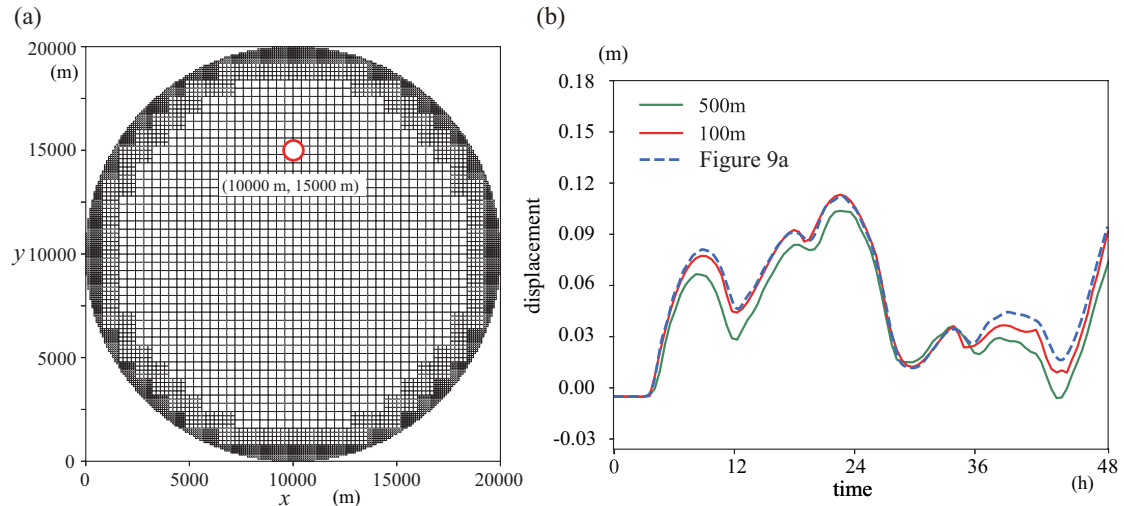 (a)
20000
(m)
15000
(10000 m, 15000 m)
y
10000
5000
0
0
5000
10000
15000
20000
x
(m)
(b)
(m)
0.18
0.15
0.12
0.09
0.06
0.03
0.00
-0.03
displacement
500m
100m
Figure 9a
0
12
24
36
48
time
(h)